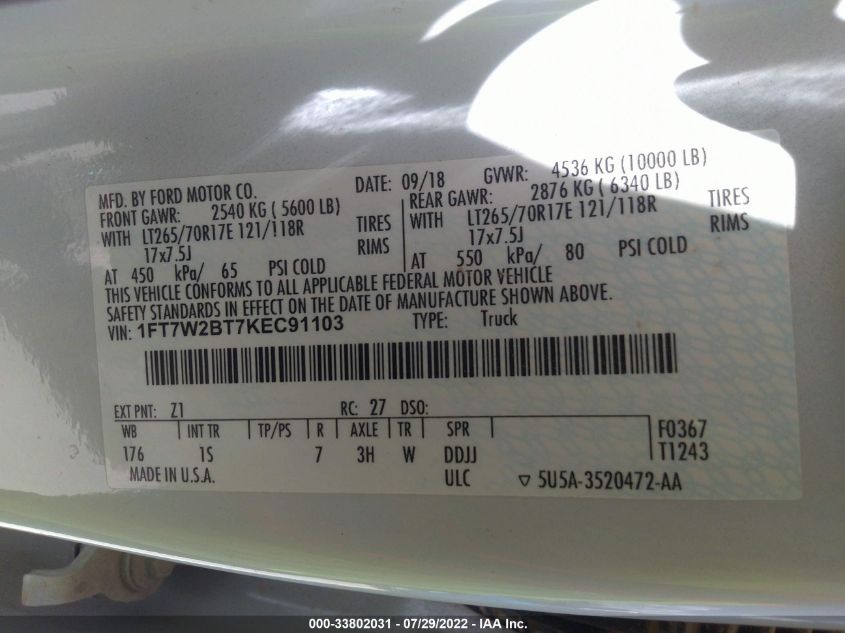 MFD. BY FORD MOTOR CO. DATE: 09/18 GVWR: 4536 KG (10000 LB)
FRONT GAWR: 2540 KG ( 5600 LB) REAR GAWR: 2876 KG ( 6340 LB)
WITH LT265/70R17E 121/118R TIRES WITH LT265/70R17E 121/118R TIRES
17x7.5J RIMS 17x7.5J RIMS
AT 450 kPa/ 65 PSI COLD AT 550 kPa/ 80 PSI COLD
THIS VEHICLE CONFORMS TO ALL APPLICABLE FEDERAL MOTOR VEHICLE
SAFETY STANDARDS IN EFFECT ON THE DATE OF MANUFACTURE SHOWN ABOVE.
VIN: 1FT7W2BT7KEC91103 TYPE: Truck
EXT PNT: Z1 RC: 27 DSO:
WB INT TR TP/PS R AXLE TR SPR F0367
176 1S 7 3H W DDJJ T1243
MADE IN U.S.A. ULC ▽ 5U5A-3520472-AA
000-33802031 - 07/29/2022 - IAA Inc.